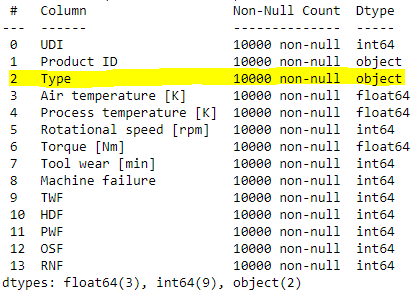 # Column Non-Null Count Dtype
--- ------ -------------- -----
0 UDI 10000 non-null int64
1 Product ID 10000 non-null object
2 Type 10000 non-null object
3 Air temperature [K] 10000 non-null float64
4 Process temperature [K] 10000 non-null float64
5 Rotational speed [rpm] 10000 non-null int64
6 Torque [Nm] 10000 non-null float64
7 Tool wear [min] 10000 non-null int64
8 Machine failure 10000 non-null int64
9 TWF 10000 non-null int64
10 HDF 10000 non-null int64
11 PWF 10000 non-null int64
12 OSF 10000 non-null int64
13 RNF 10000 non-null int64
dtypes: float64(3), int64(9), object(2)